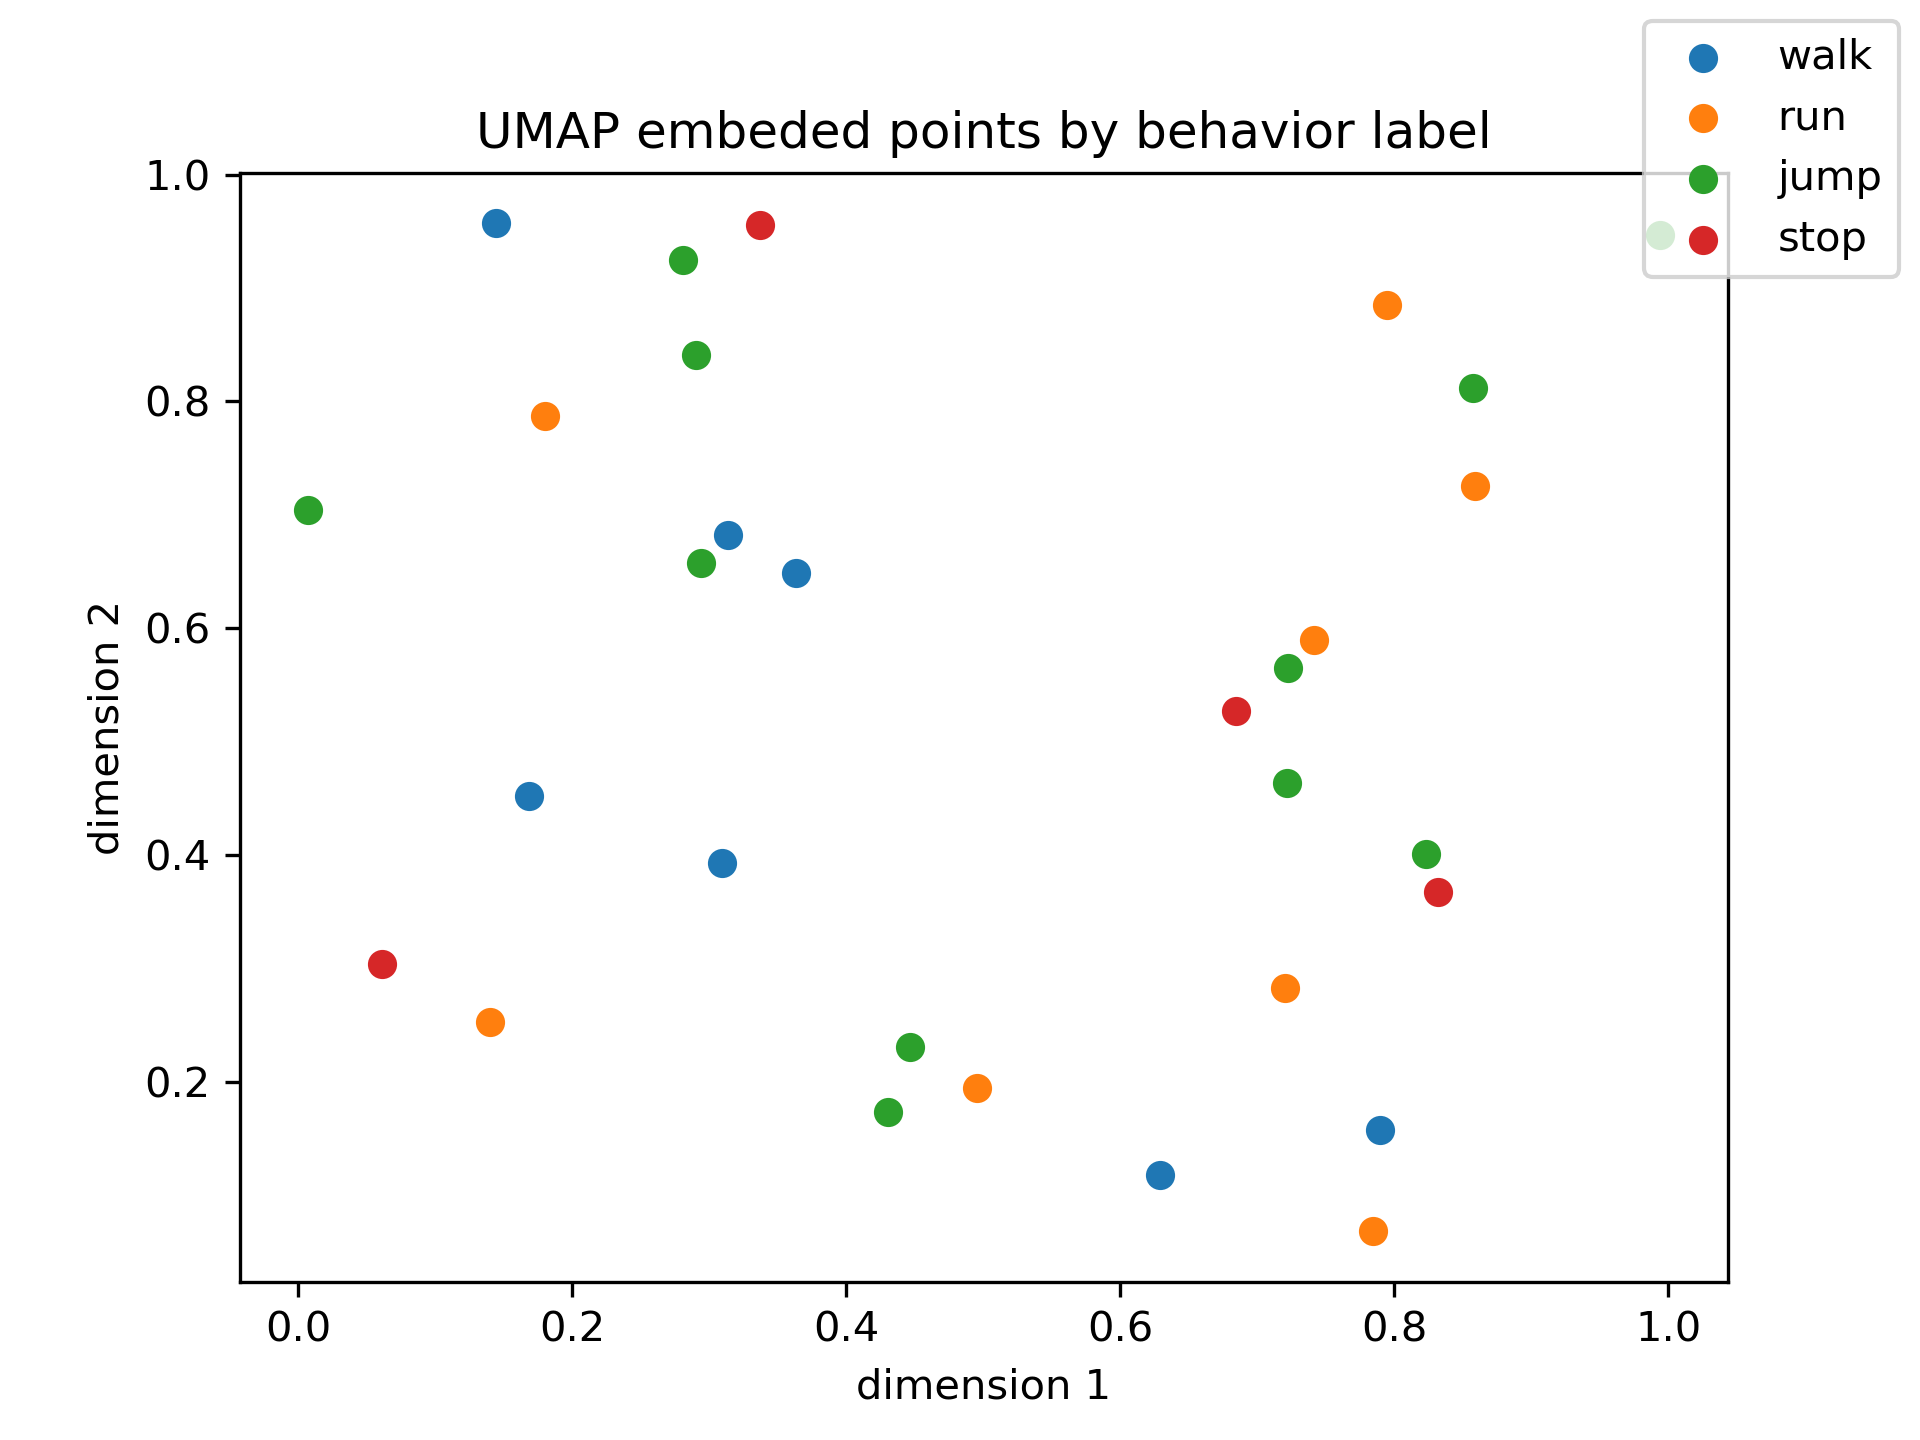 walk
run
jump
stop
UMAP embeded points by behavior label
1.0
0.8
0.6
0.4
0.2
dimension 2
0.0 0.2 0.4 0.6 0.8 1.0
dimension 1